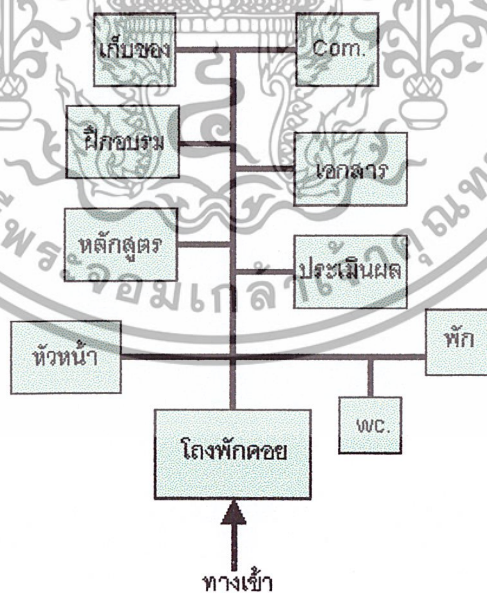 เก็บของ
Com.
ฝึกอบรม
เอกสาร
หลักสูตร
ประเมินผล
หัวหน้า
พัก
WC.
โถงพักคอย
ทางเข้า